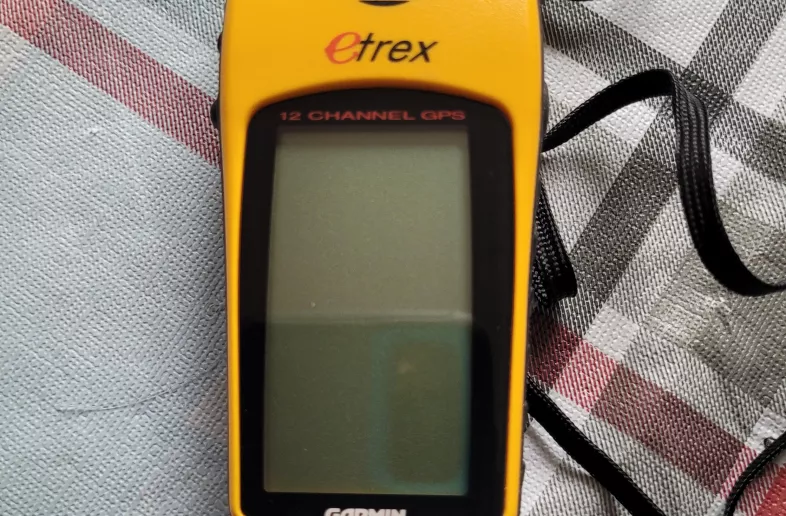 etrex
12 CHANNEL GPS
GARMIN